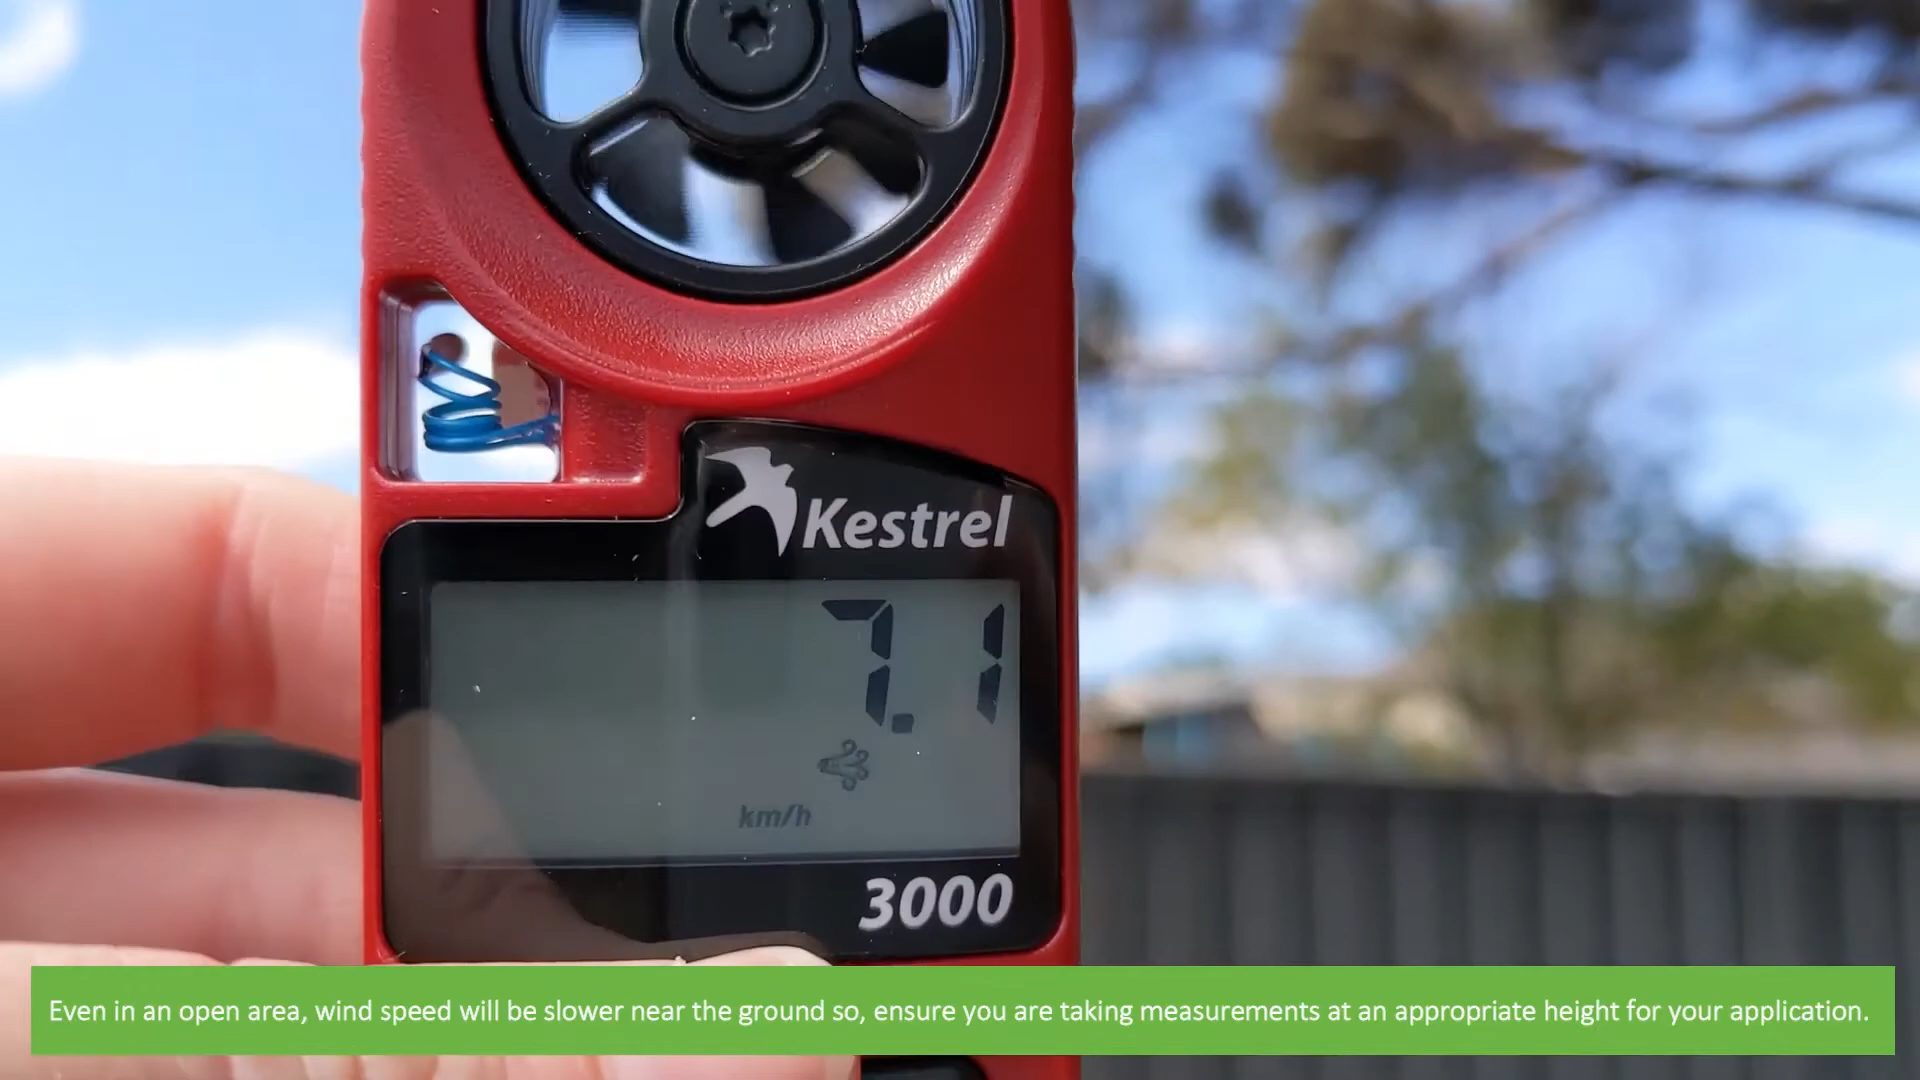 Kestrel
7.1
km/h
3000
Even in an open area, wind speed will be slower near the ground so, ensure you are taking measurements at an appropriate height for your application.